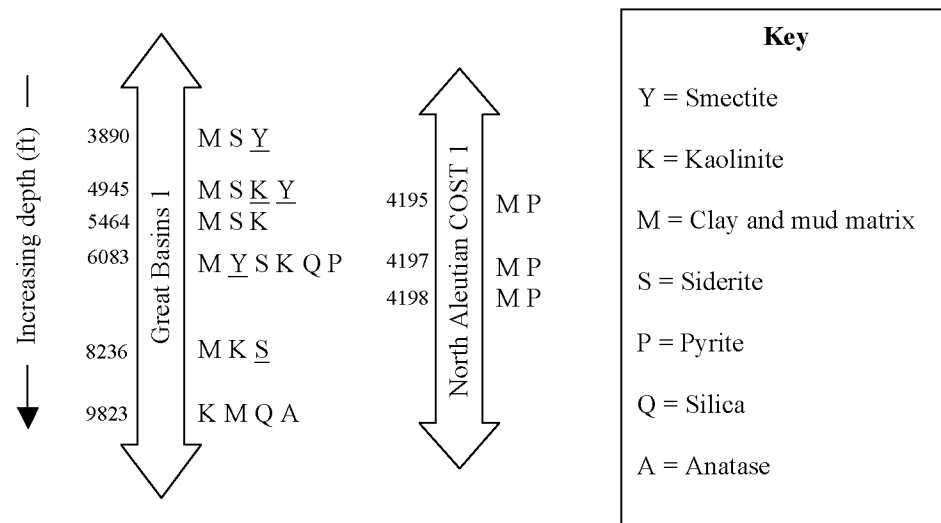 Increasing depth (ft)
Great Basins 1
3890 M S Y
4945 M S K Y
5464 M S K
6083 M Y S K Q P
8236 M K S
9823 K M Q A
North Aleutian COST 1
4195 M P
4197 M P
4198 M P
Key
Y = Smectite
K = Kaolinite
M = Clay and mud matrix
S = Siderite
P = Pyrite
Q = Silica
A = Anatase